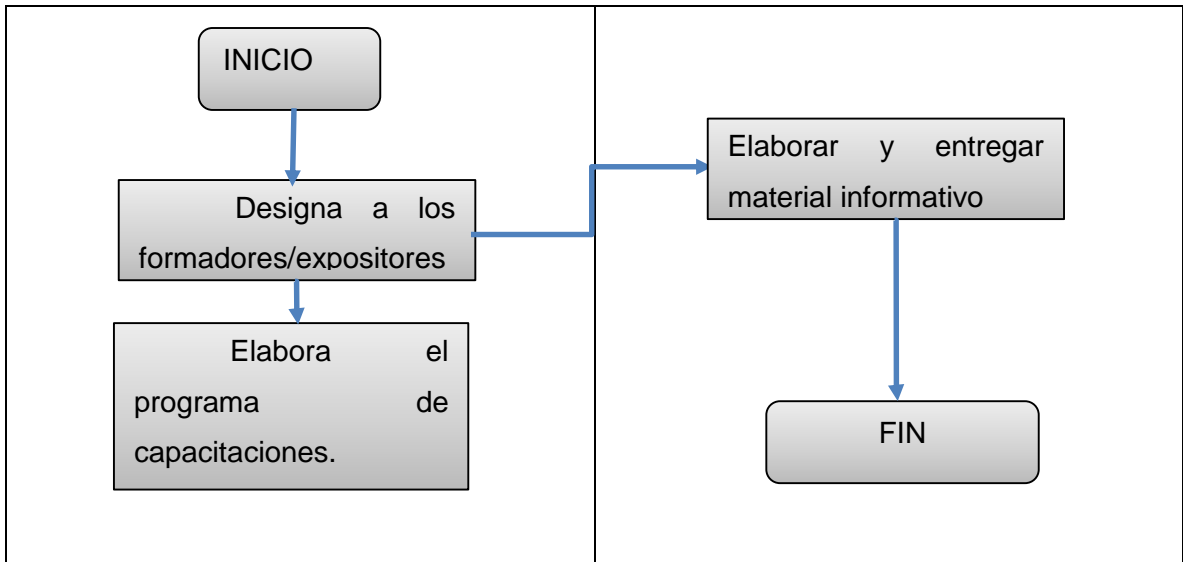 INICIO
Designa a los
formadores/expositores
Elabora el
programa de
capacitaciones.
Elaborar y entregar
material informativo
FIN